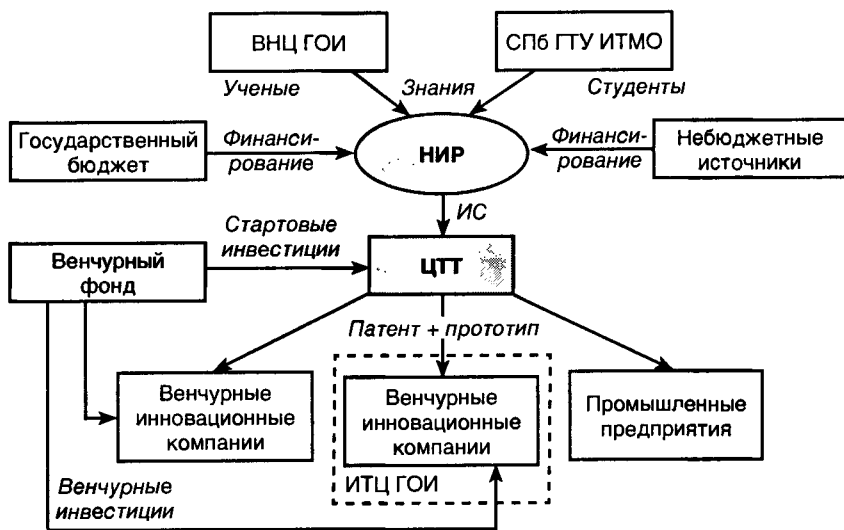 ВНЦ ГОИ
СПб ГТУ ИТМО
Ученые
Знания
Студенты
Государственный
бюджет
Финанси-
рование
НИР
Финанси-
рование
Небюджетные
источники
ИС
Стартовые
инвестиции
Венчурный
фонд
ЦТТ
Патент + прототип
Венчурные
инновационные
компании
Венчурные
инновационные
компании
Промышленные
предприятия
ИТЦ ГОИ
Венчурные
инвестиции